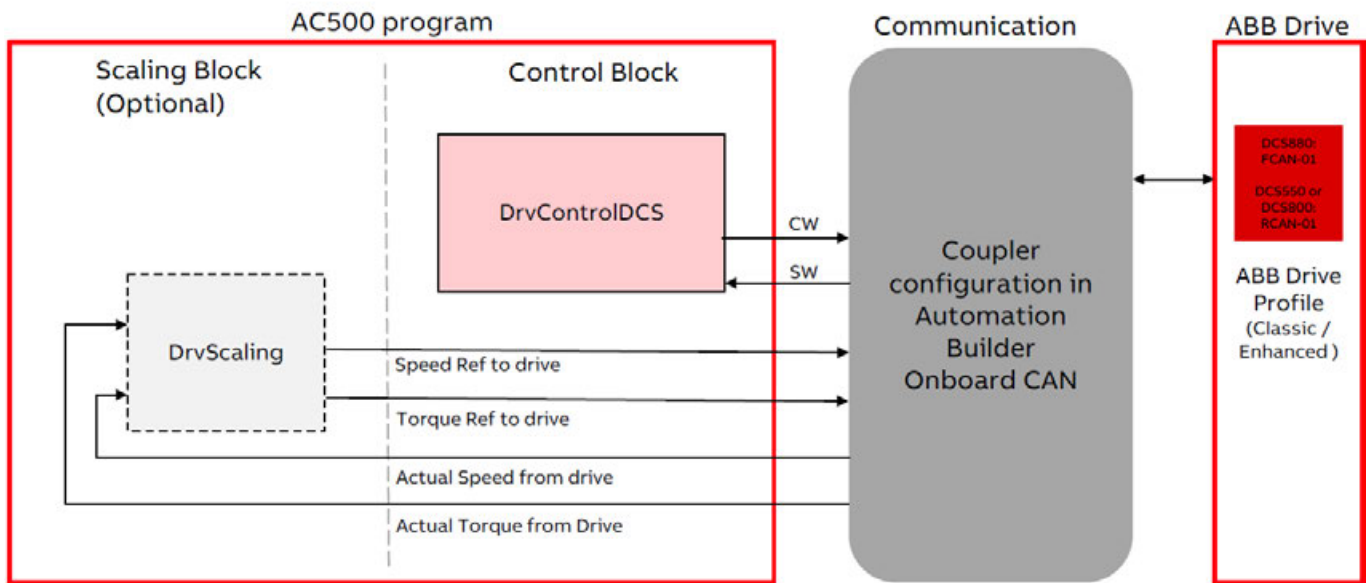 AC500 program
Communication
ABB Drive
Scaling Block
(Optional)
Control Block
DrvControlDCS
CW
SW
DrvScaling
Speed Ref to drive
Torque Ref to drive
Actual Speed from drive
Actual Torque from Drive
Coupler
configuration in
Automation
Builder
Onboard CAN
DCS880:
FCAN-01
DCS550 or
DCS800:
RCAN-01
ABB Drive
Profile
(Classic /
Enhanced )